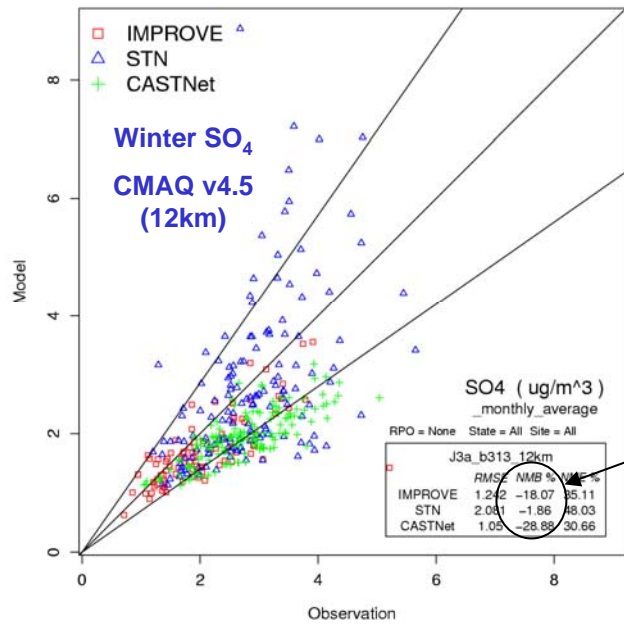 IMPROVE
STN
CASTNet
Winter SO4
CMAQ v4.5
(12km)
8
6
4
2
0
Model
SO4 ( ug/m^3 )
_monthly_average
RPO = None State = All Site = All
J3a_b313_12km
RMSE NMB % NME %
IMPROVE 1.242 −18.07 35.11
STN 2.081 −1.86 48.03
CASTNet 1.05 −28.88 30.66
0 2 4 6 8
Observation